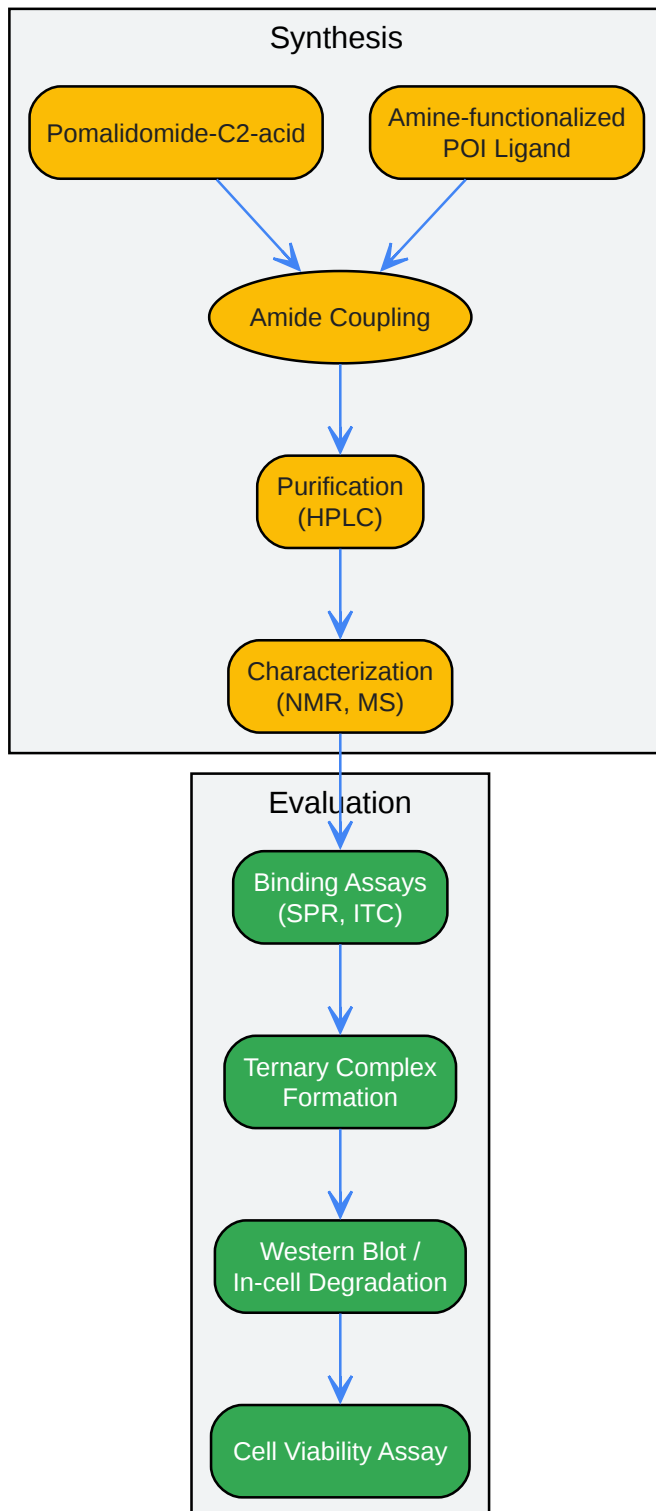 Synthesis
Pomalidomide-C2-acid
Amine-functionalized
POI Ligand
Amide Coupling
Purification
(HPLC)
Characterization
(NMR, MS)
Evaluation
Binding Assays
(SPR, ITC)
Ternary Complex
Formation
Western Blot /
In-cell Degradation
Cell Viability Assay